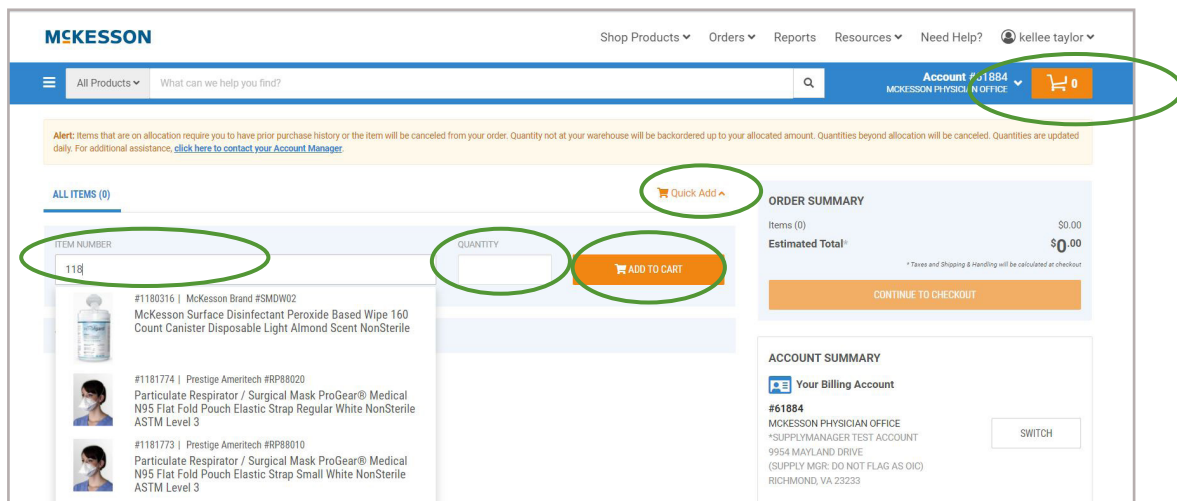 MCKESSON
Shop Products Orders Reports Resources Need Help? kellee taylor
All Products What can we help you find?
Account #61884
MCKESSON PHYSICIAN OFFICE
0
Alert: Items that are on allocation require you to have prior purchase history or the item will be canceled from your order. Quantity not at your warehouse will be backordered up to your allocated amount. Quantities beyond allocation will be canceled. Quantities are updated
daily. For additional assistance, click here to contact your Account Manager.
ALL ITEMS (0)
Quick Add
ITEM NUMBER
QUANTITY
118
ADD TO CART
#1180316 | McKesson Brand #SMDW02
McKesson Surface Disinfectant Peroxide Based Wipe 160
Count Canister Disposable Light Almond Scent NonSterile
#1181774 | Prestige Ameritech #RP88020
Particulate Respirator / Surgical Mask ProGear® Medical
N95 Flat Fold Pouch Elastic Strap Regular White NonSterile
ASTM Level 3
#1181773 | Prestige Ameritech #RP88010
Particulate Respirator / Surgical Mask ProGear® Medical
N95 Flat Fold Pouch Elastic Strap Small White NonSterile
ASTM Level 3
ORDER SUMMARY
Items (0) $0.00
Estimated Total* $0.00
* Taxes and Shipping & Handling will be calculated at checkout
CONTINUE TO CHECKOUT
ACCOUNT SUMMARY
Your Billing Account
#61884
MCKESSON PHYSICIAN OFFICE
*SUPPLYMANAGER TEST ACCOUNT
9954 MAYLAND DRIVE
(SUPPLY MGR: DO NOT FLAG AS OIC)
RICHMOND, VA 23233
SWITCH